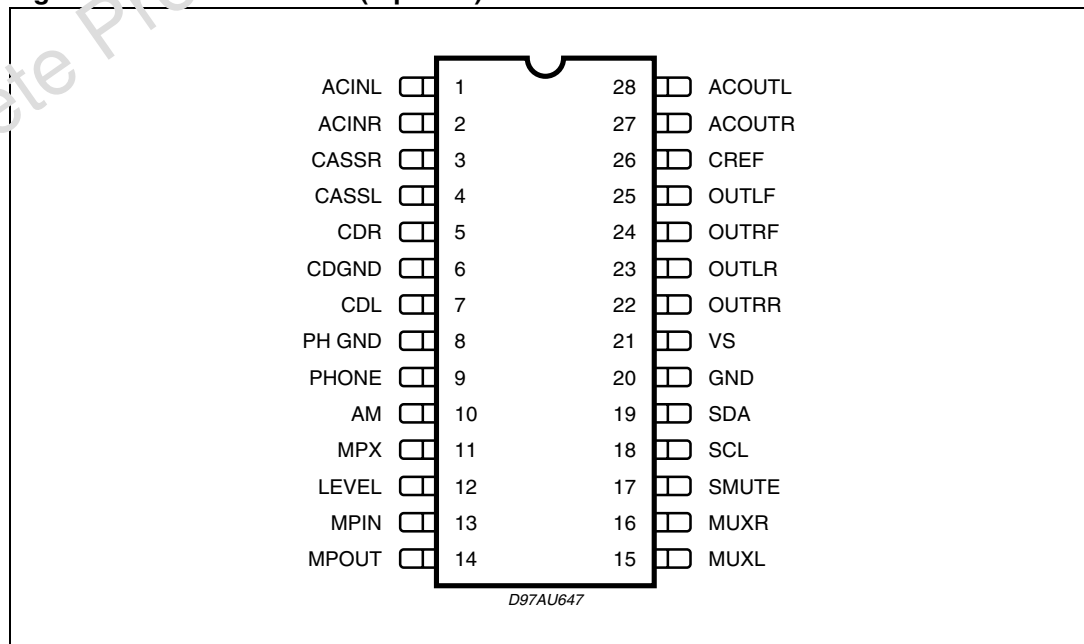 ACINL 1 28 ACOUTL
ACINR 2 27 ACOUTR
CASSR 3 26 CREF
CASSL 4 25 OUTLF
CDR 5 24 OUTRF
CDGND 6 23 OUTLR
CDL 7 22 OUTRR
PH GND 8 21 VS
PHONE 9 20 GND
AM 10 19 SDA
MPX 11 18 SCL
LEVEL 12 17 SMUTE
MPIN 13 16 MUXR
MPOUT 14 15 MUXL
D97AU647